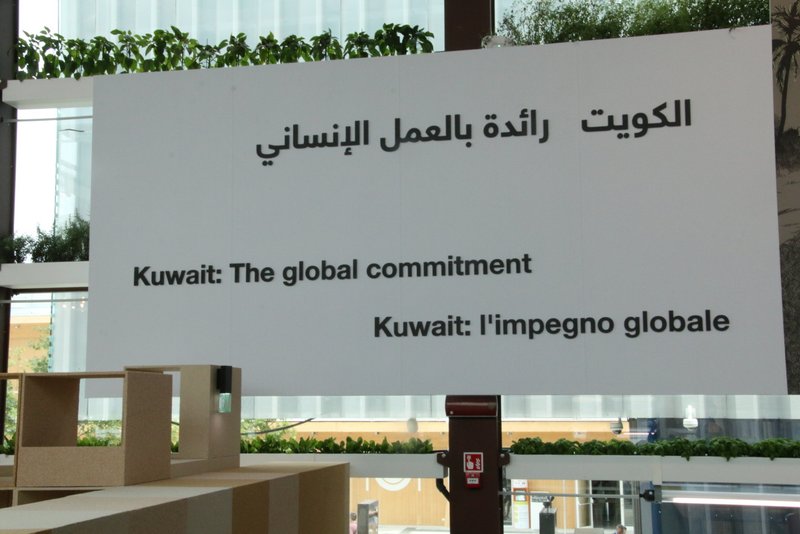 الكويت رائدة بالعمل الإنساني
Kuwait: The global commitment
Kuwait: l'impegno globale